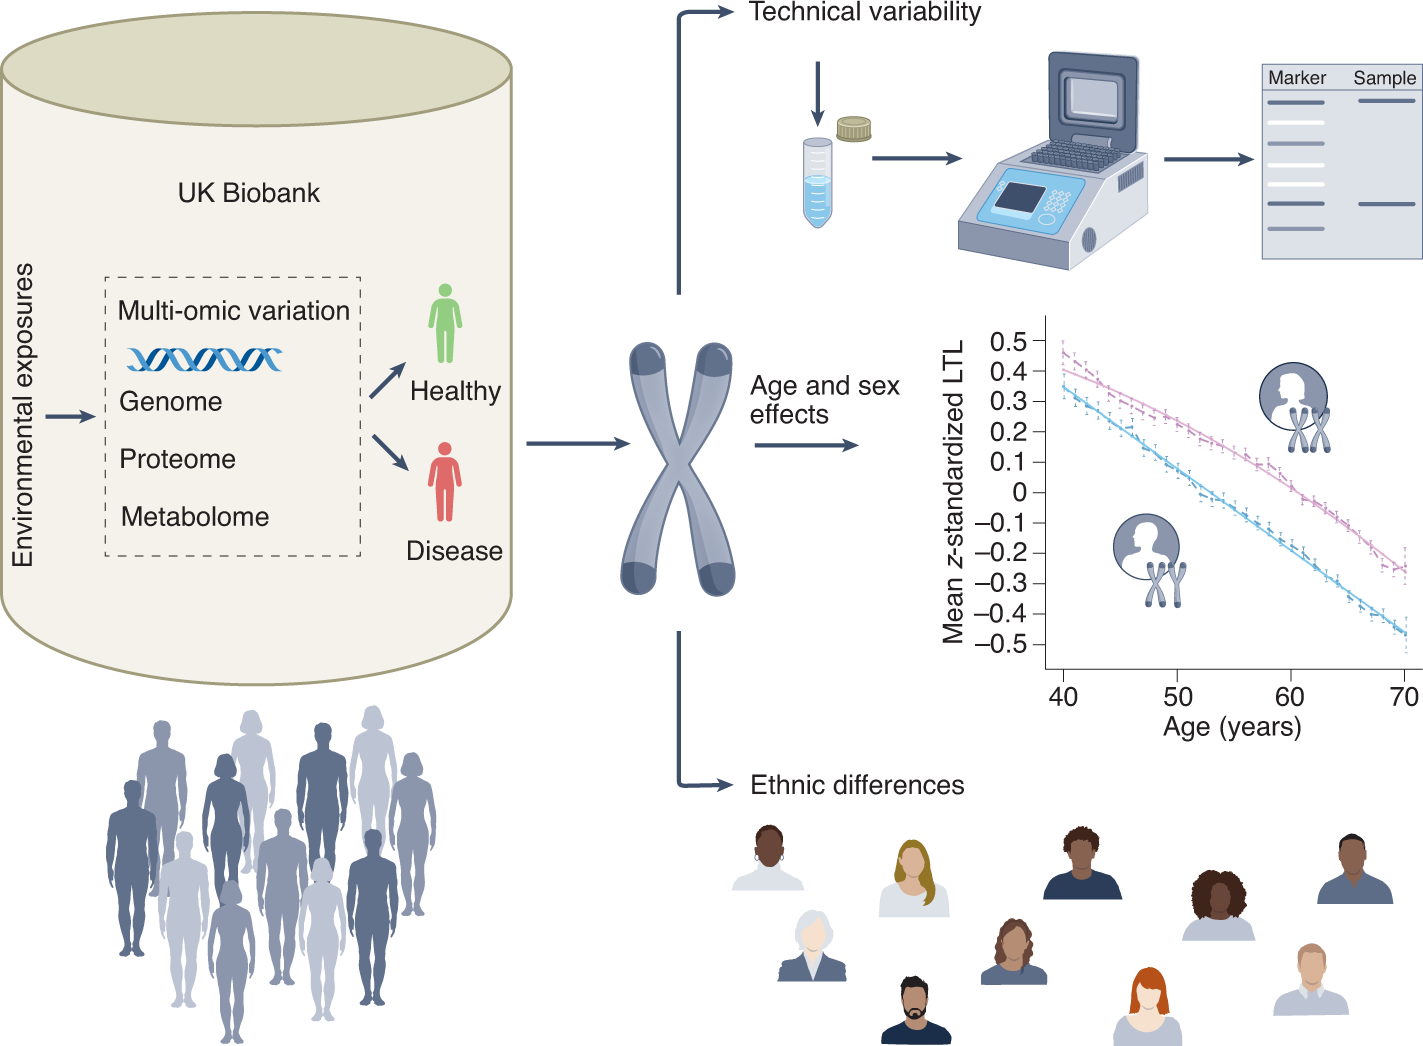 Technical variability
Marker
Sample
UK Biobank
Environmental exposures
Multi-omic variation
Genome
Proteome
Metabolome
Healthy
Disease
Age and sex
effects
Mean z-standardized LTL
0.5
0.4
0.3
0.2
0.1
0
–0.1
–0.2
–0.3
–0.4
–0.5
40
50
60
70
Age (years)
Ethnic differences